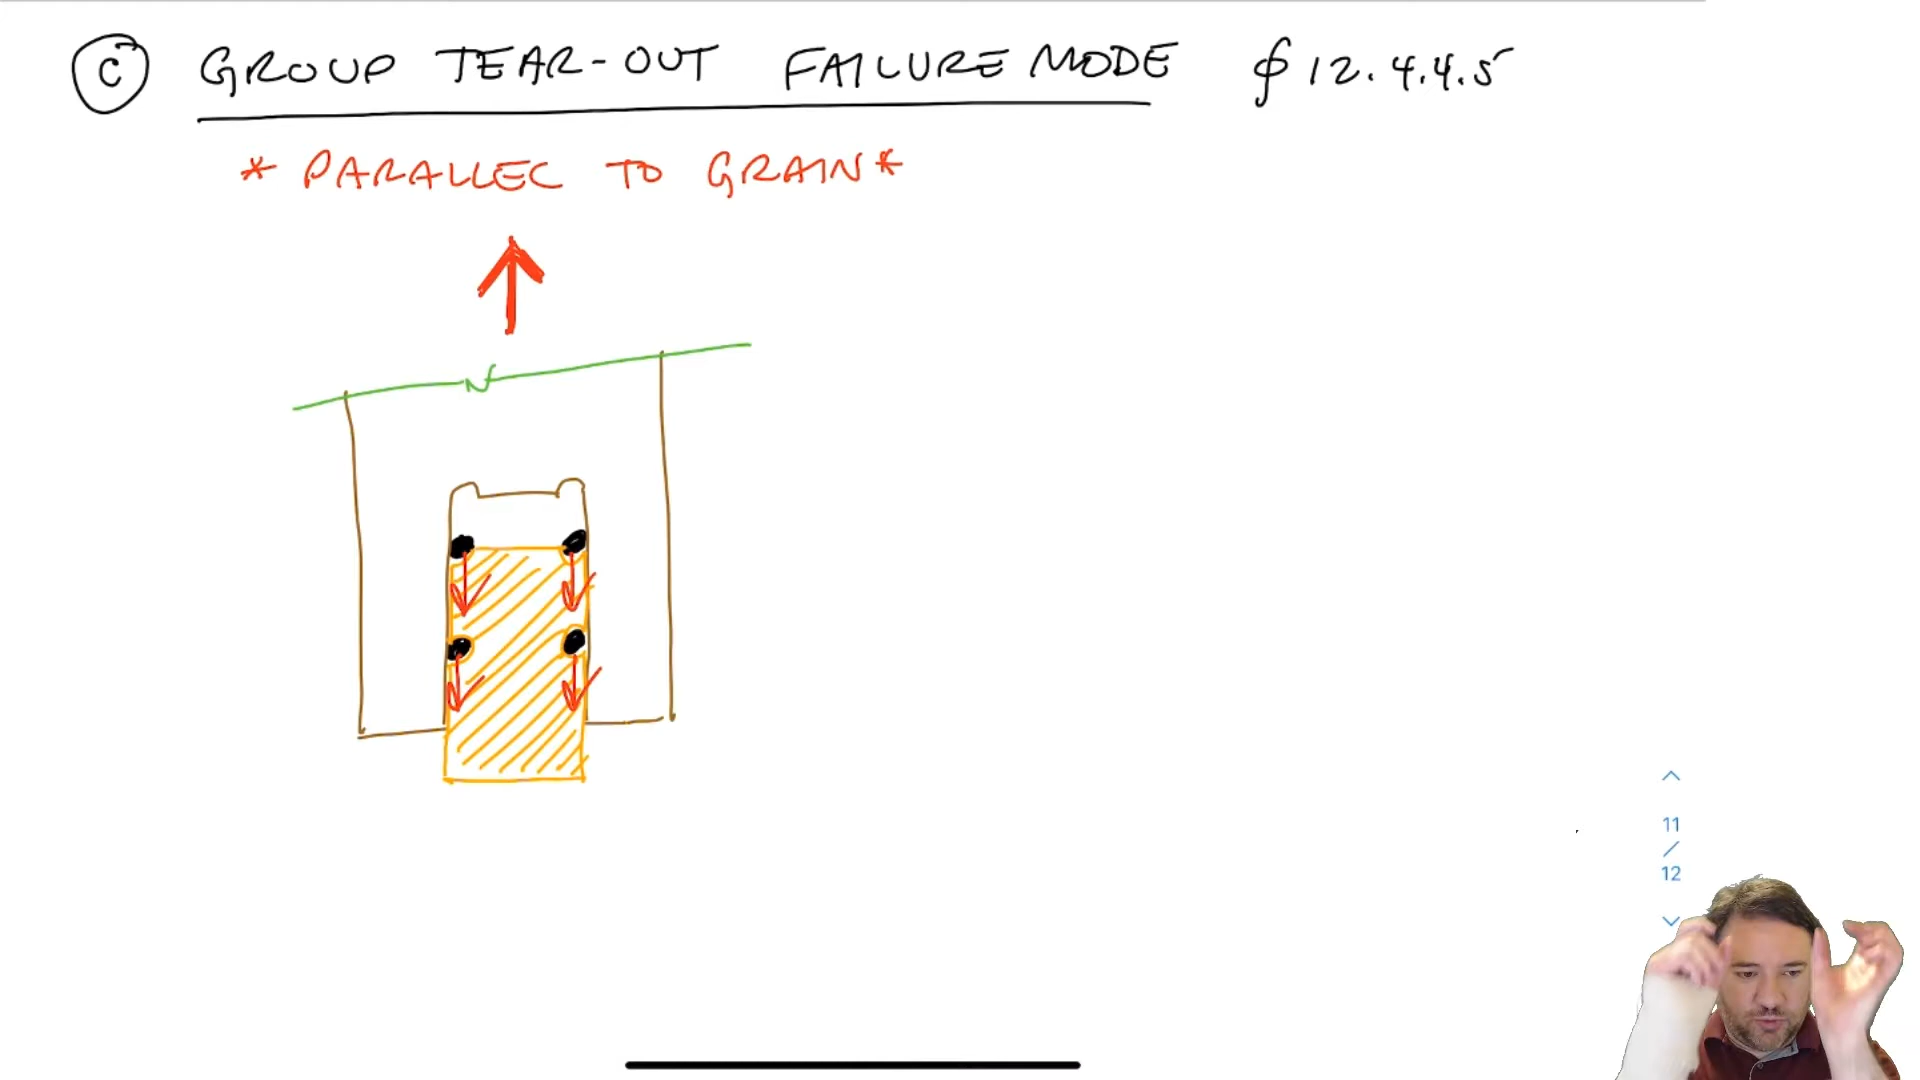 C GROUP TEAR-OUT FAILURE MODE § 12.4.4.5
* PARALLEL TO GRAIN *
11
/
12